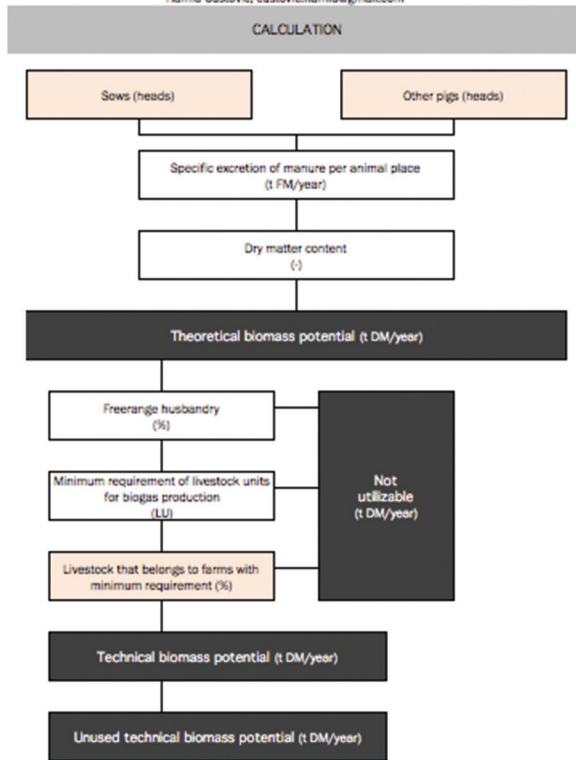 CALCULATION
Sows (heads)
Other pigs (heads)
Specific excretion of manure per animal place
(t FM/year)
Dry matter content
(-)
Theoretical biomass potential (t DM/year)
Freerange husbandry
(%)
Minimum requirement of livestock units
for biogas production
(LU)
Livestock that belongs to farms with
minimum requirement (%)
Not
utilizable
(t DM/year)
Technical biomass potential (t DM/year)
Unused technical biomass potential (t DM/year)